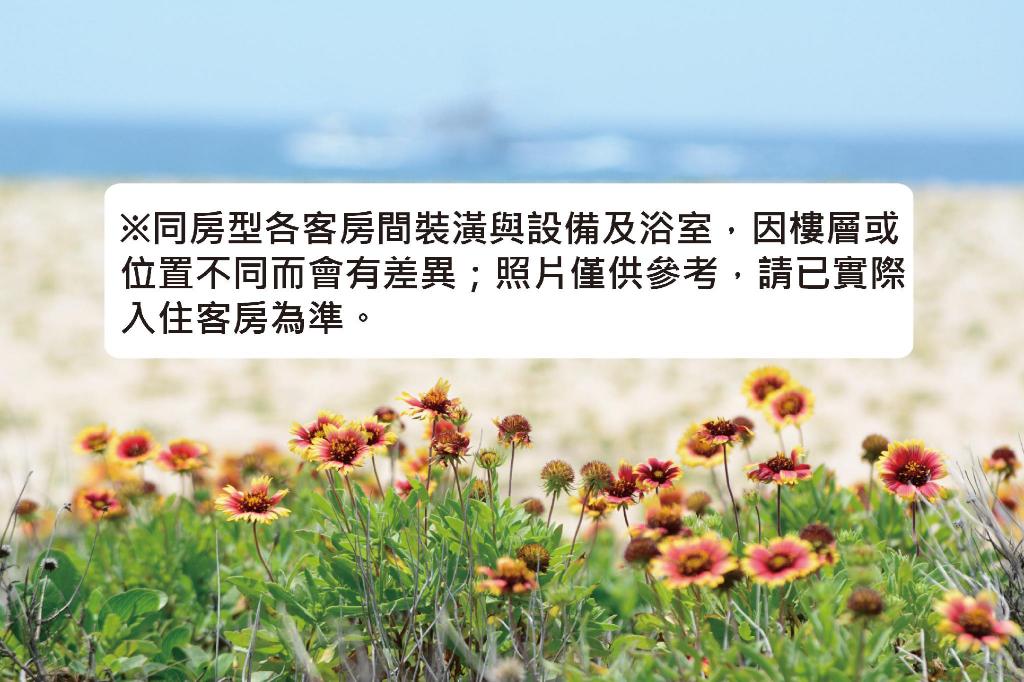 ※同房型各客房間裝潢與設備及浴室，因樓層或
位置不同而會有差異；照片僅供參考，請已實際
入住客房為準。